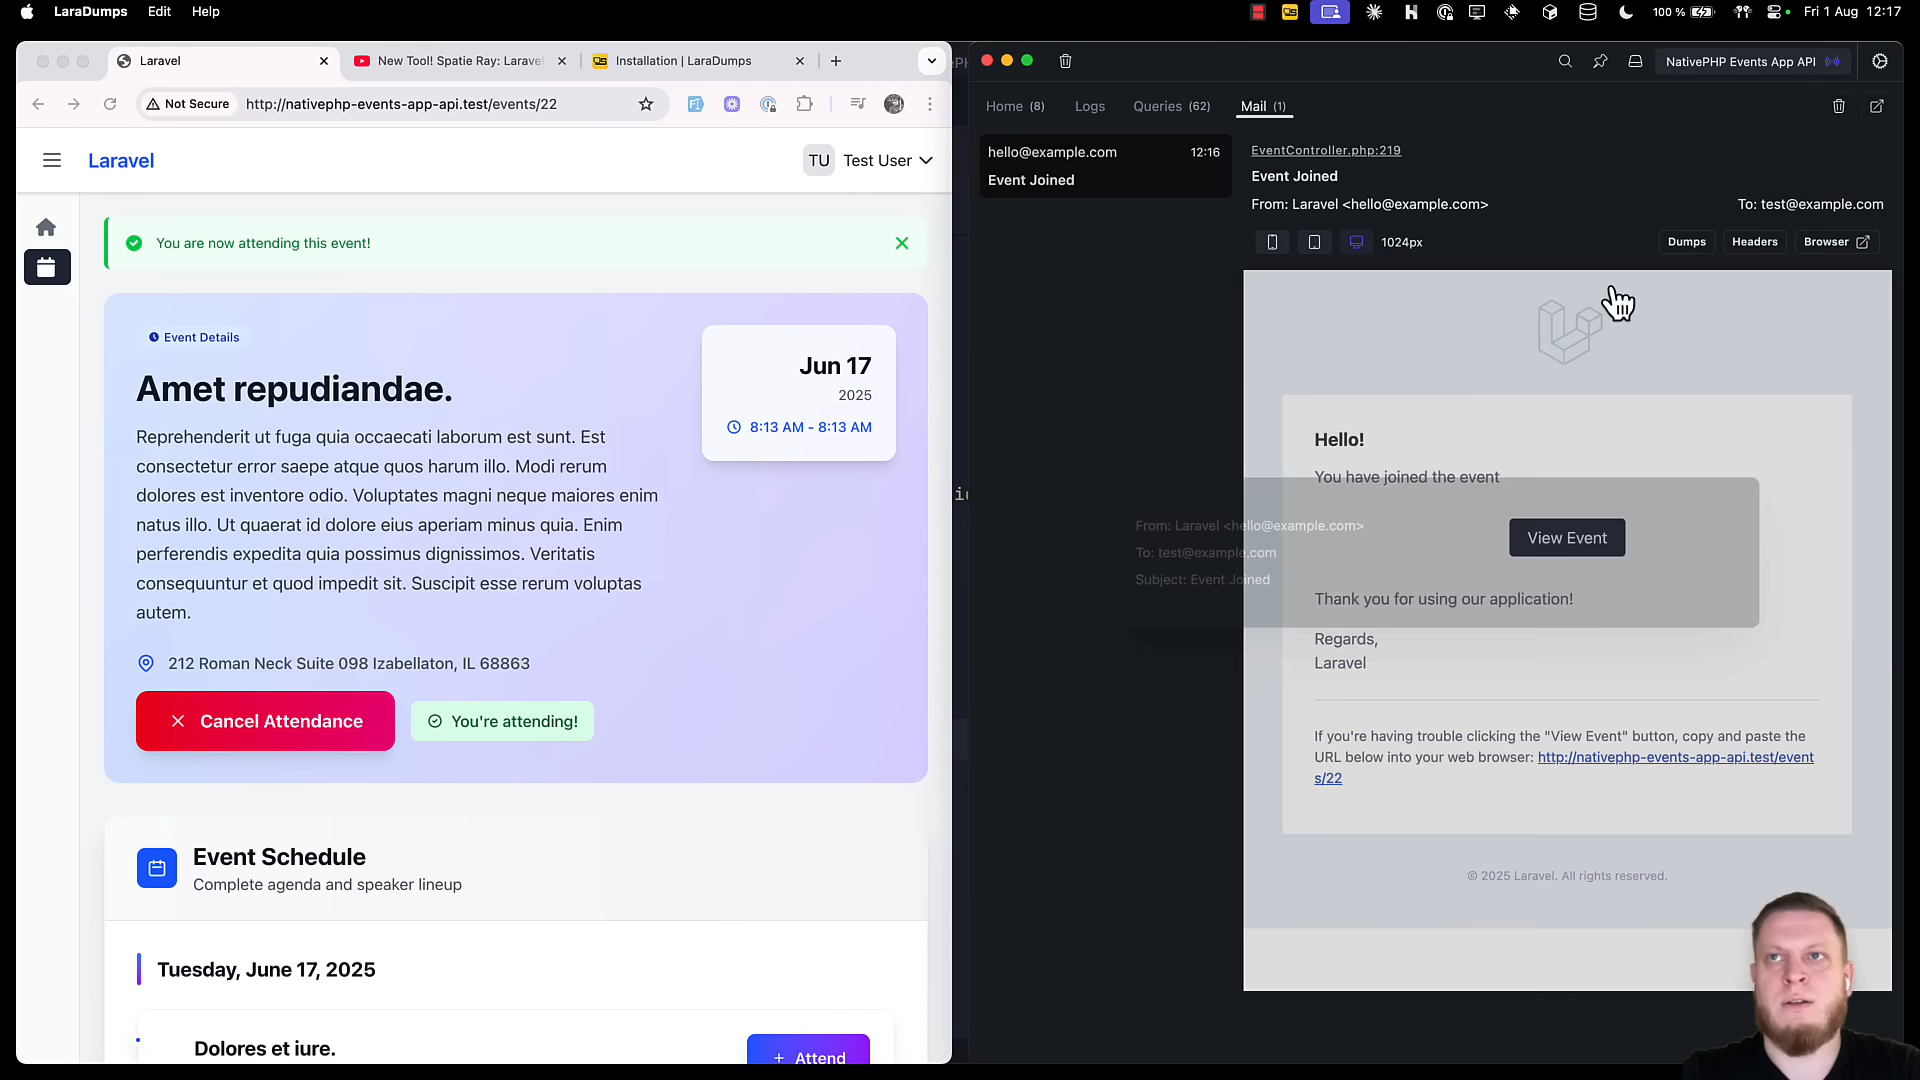 LaraDumps Edit Help
100 % Fri 1 Aug 12:17
Laravel
New Tool! Spatie Ray: Larave
Installation | LaraDumps
Not Secure http://nativephp-events-app-api.test/events/22
Laravel
TU Test User
You are now attending this event!
Event Details
Amet repudiandae.
Reprehenderit ut fuga quia occaecati laborum est sunt. Est
consectetur error saepe atque quos harum illo. Modi rerum
dolores est inventore odio. Voluptates magni neque maiores enim
natus illo. Ut quaerat id dolore eius aperiam minus quia. Enim
perferendis expedita quia possimus dignissimos. Veritatis
consequuntur et quod impedit sit. Suscipit esse rerum voluptas
autem.
Jun 17
2025
8:13 AM - 8:13 AM
212 Roman Neck Suite 098 Izabellaton, IL 68863
Cancel Attendance
You're attending!
Event Schedule
Complete agenda and speaker lineup
Tuesday, June 17, 2025
Dolores et iure.
+ Attend
NativePHP Events App API
Home (8) Logs Queries (62) Mail (1)
hello@example.com 12:16
Event Joined
EventController.php:219
Event Joined
From: Laravel <hello@example.com> To: test@example.com
1024px
Dumps Headers Browser
Hello!
You have joined the event
From: Laravel <hello@example.com>
To: test@example.com
Subject: Event Joined
View Event
Thank you for using our application!
Regards,
Laravel
If you're having trouble clicking the "View Event" button, copy and paste the
URL below into your web browser: http://nativephp-events-app-api.test/event
s/22
© 2025 Laravel. All rights reserved.